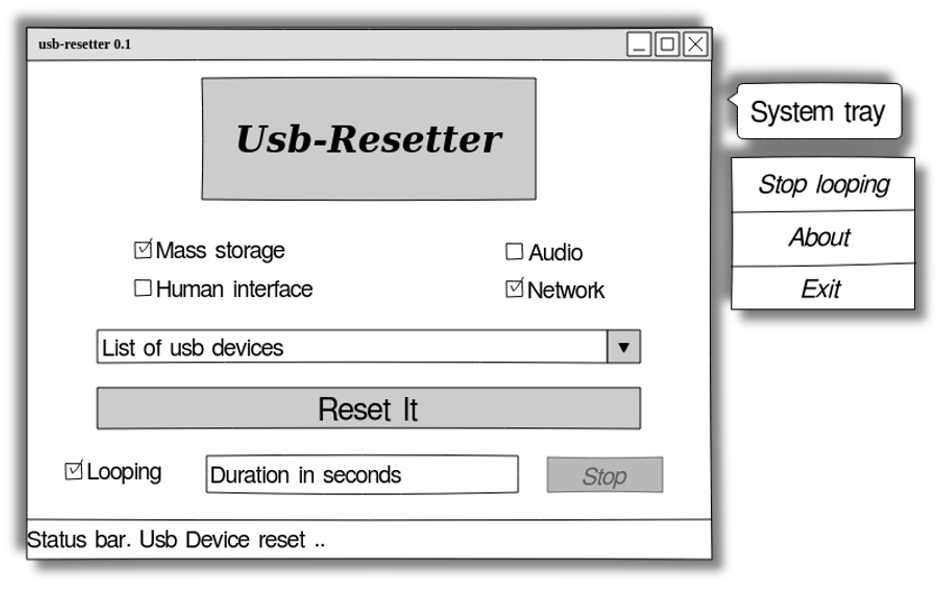 usb-resetter 0.1
Usb-Resetter
System tray
Stop looping
About
Exit
Mass storage
Audio
Human interface
Network
List of usb devices
Reset It
Looping
Duration in seconds
Stop
Status bar. Usb Device reset ..